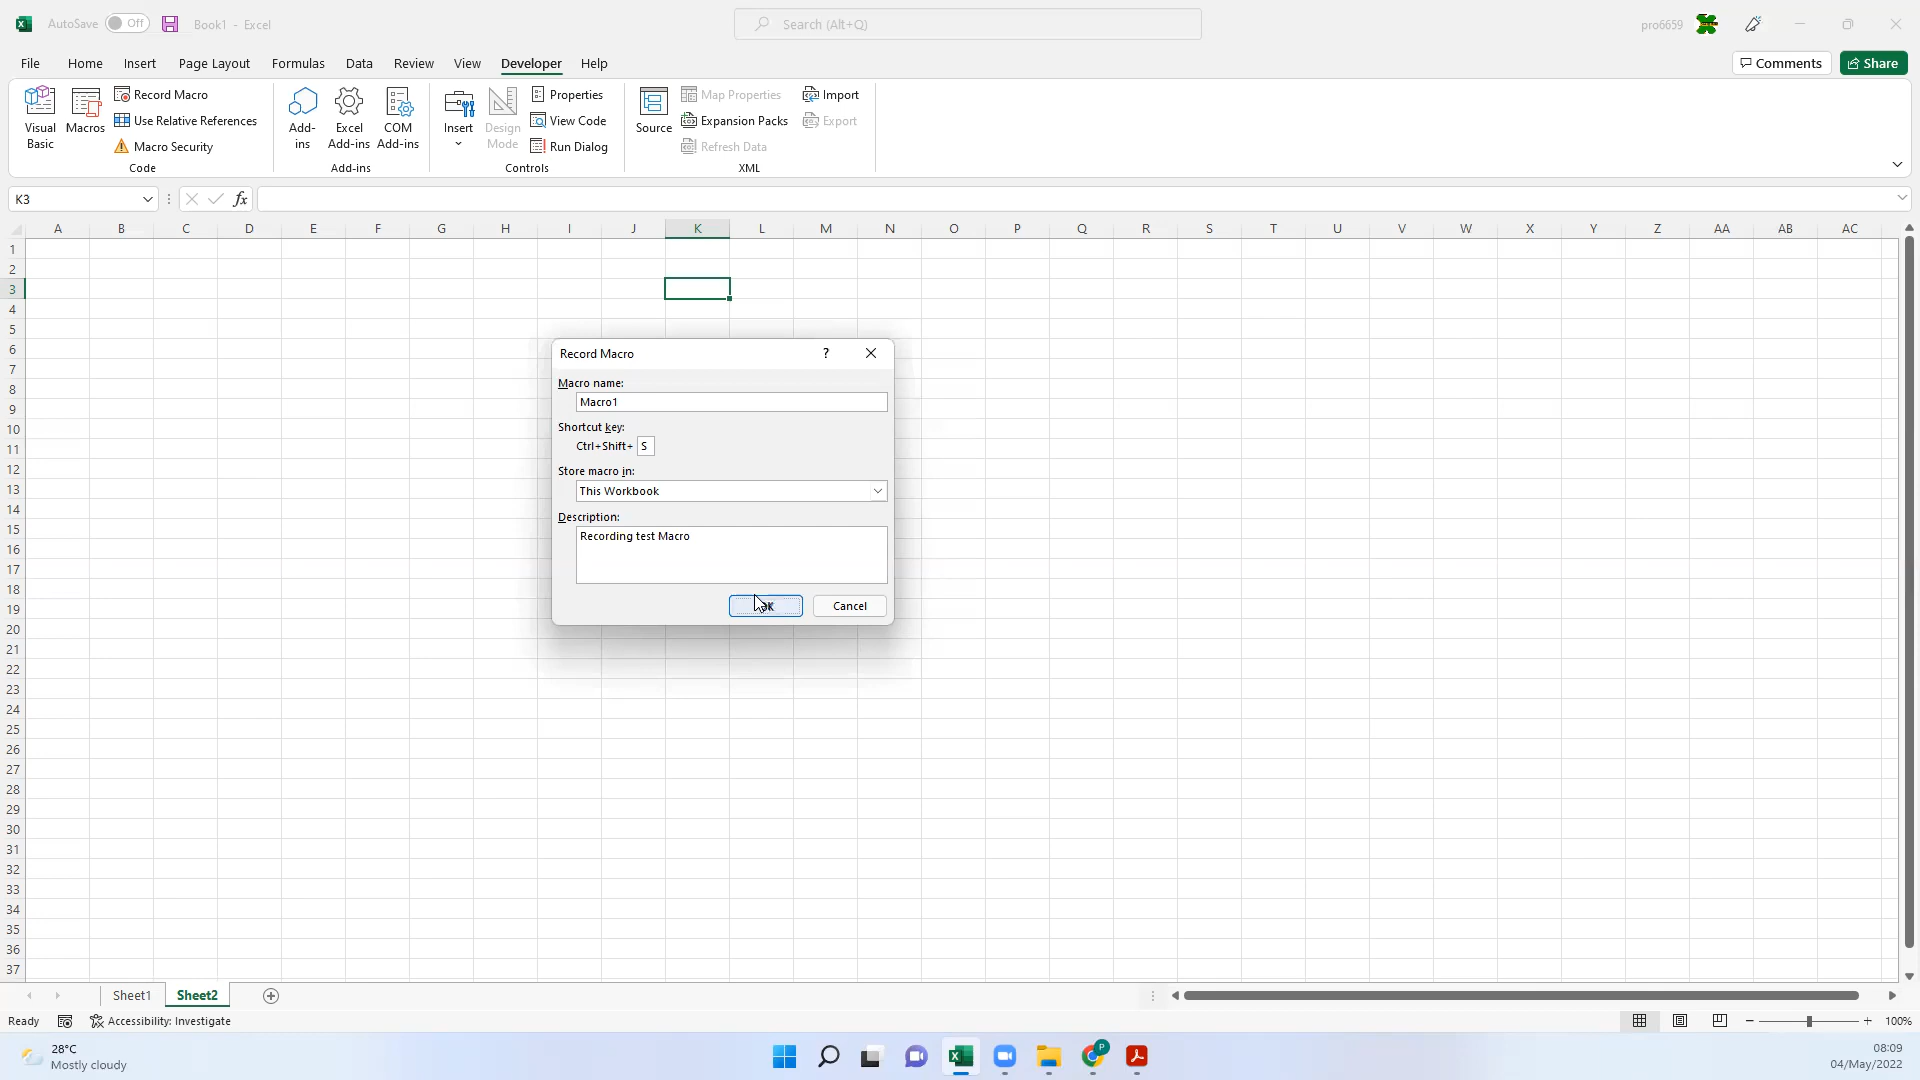 AutoSave Off Book1 - Excel Search (Alt+Q) pro6659
File Home Insert Page Layout Formulas Data Review View Developer Help Comments Share
Visual Basic
Macros
Record Macro
Use Relative References
Macro Security
Code
Add-ins
Excel Add-ins
COM Add-ins
Add-ins
Insert
Design Mode
Properties
View Code
Run Dialog
Controls
Source
Map Properties
Expansion Packs
Refresh Data
Import
Export
XML
K3 fx
A B C D E F G H I J K L M N O P Q R S T U V W X Y Z AA AB AC
1
2
3
4
5
6
7
8
9
10
11
12
13
14
15
16
17
18
19
20
21
22
23
24
25
26
27
28
29
30
31
32
33
34
35
36
37
Record Macro ?
Macro name:
Macro1
Shortcut key:
Ctrl+Shift+ S
Store macro in:
This Workbook
Description:
Recording test Macro
OK Cancel
Sheet1 Sheet2
Ready Accessibility: Investigate 100%
28°C
Mostly cloudy
P
08:09
04/May/2022